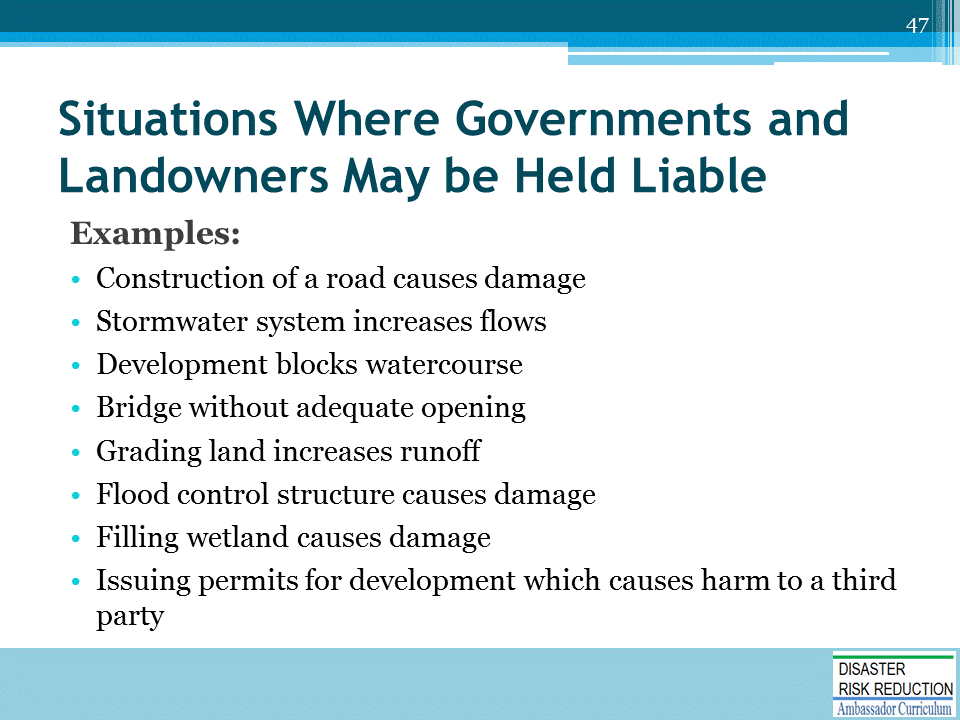 47
Situations Where Governments and
Landowners May be Held Liable
Examples:
• Construction of a road causes damage
• Stormwater system increases flows
• Development blocks watercourse
• Bridge without adequate opening
• Grading land increases runoff
• Flood control structure causes damage
• Filling wetland causes damage
• Issuing permits for development which causes harm to a third
party
DISASTER
RISK REDUCTION
Ambassador Curriculum